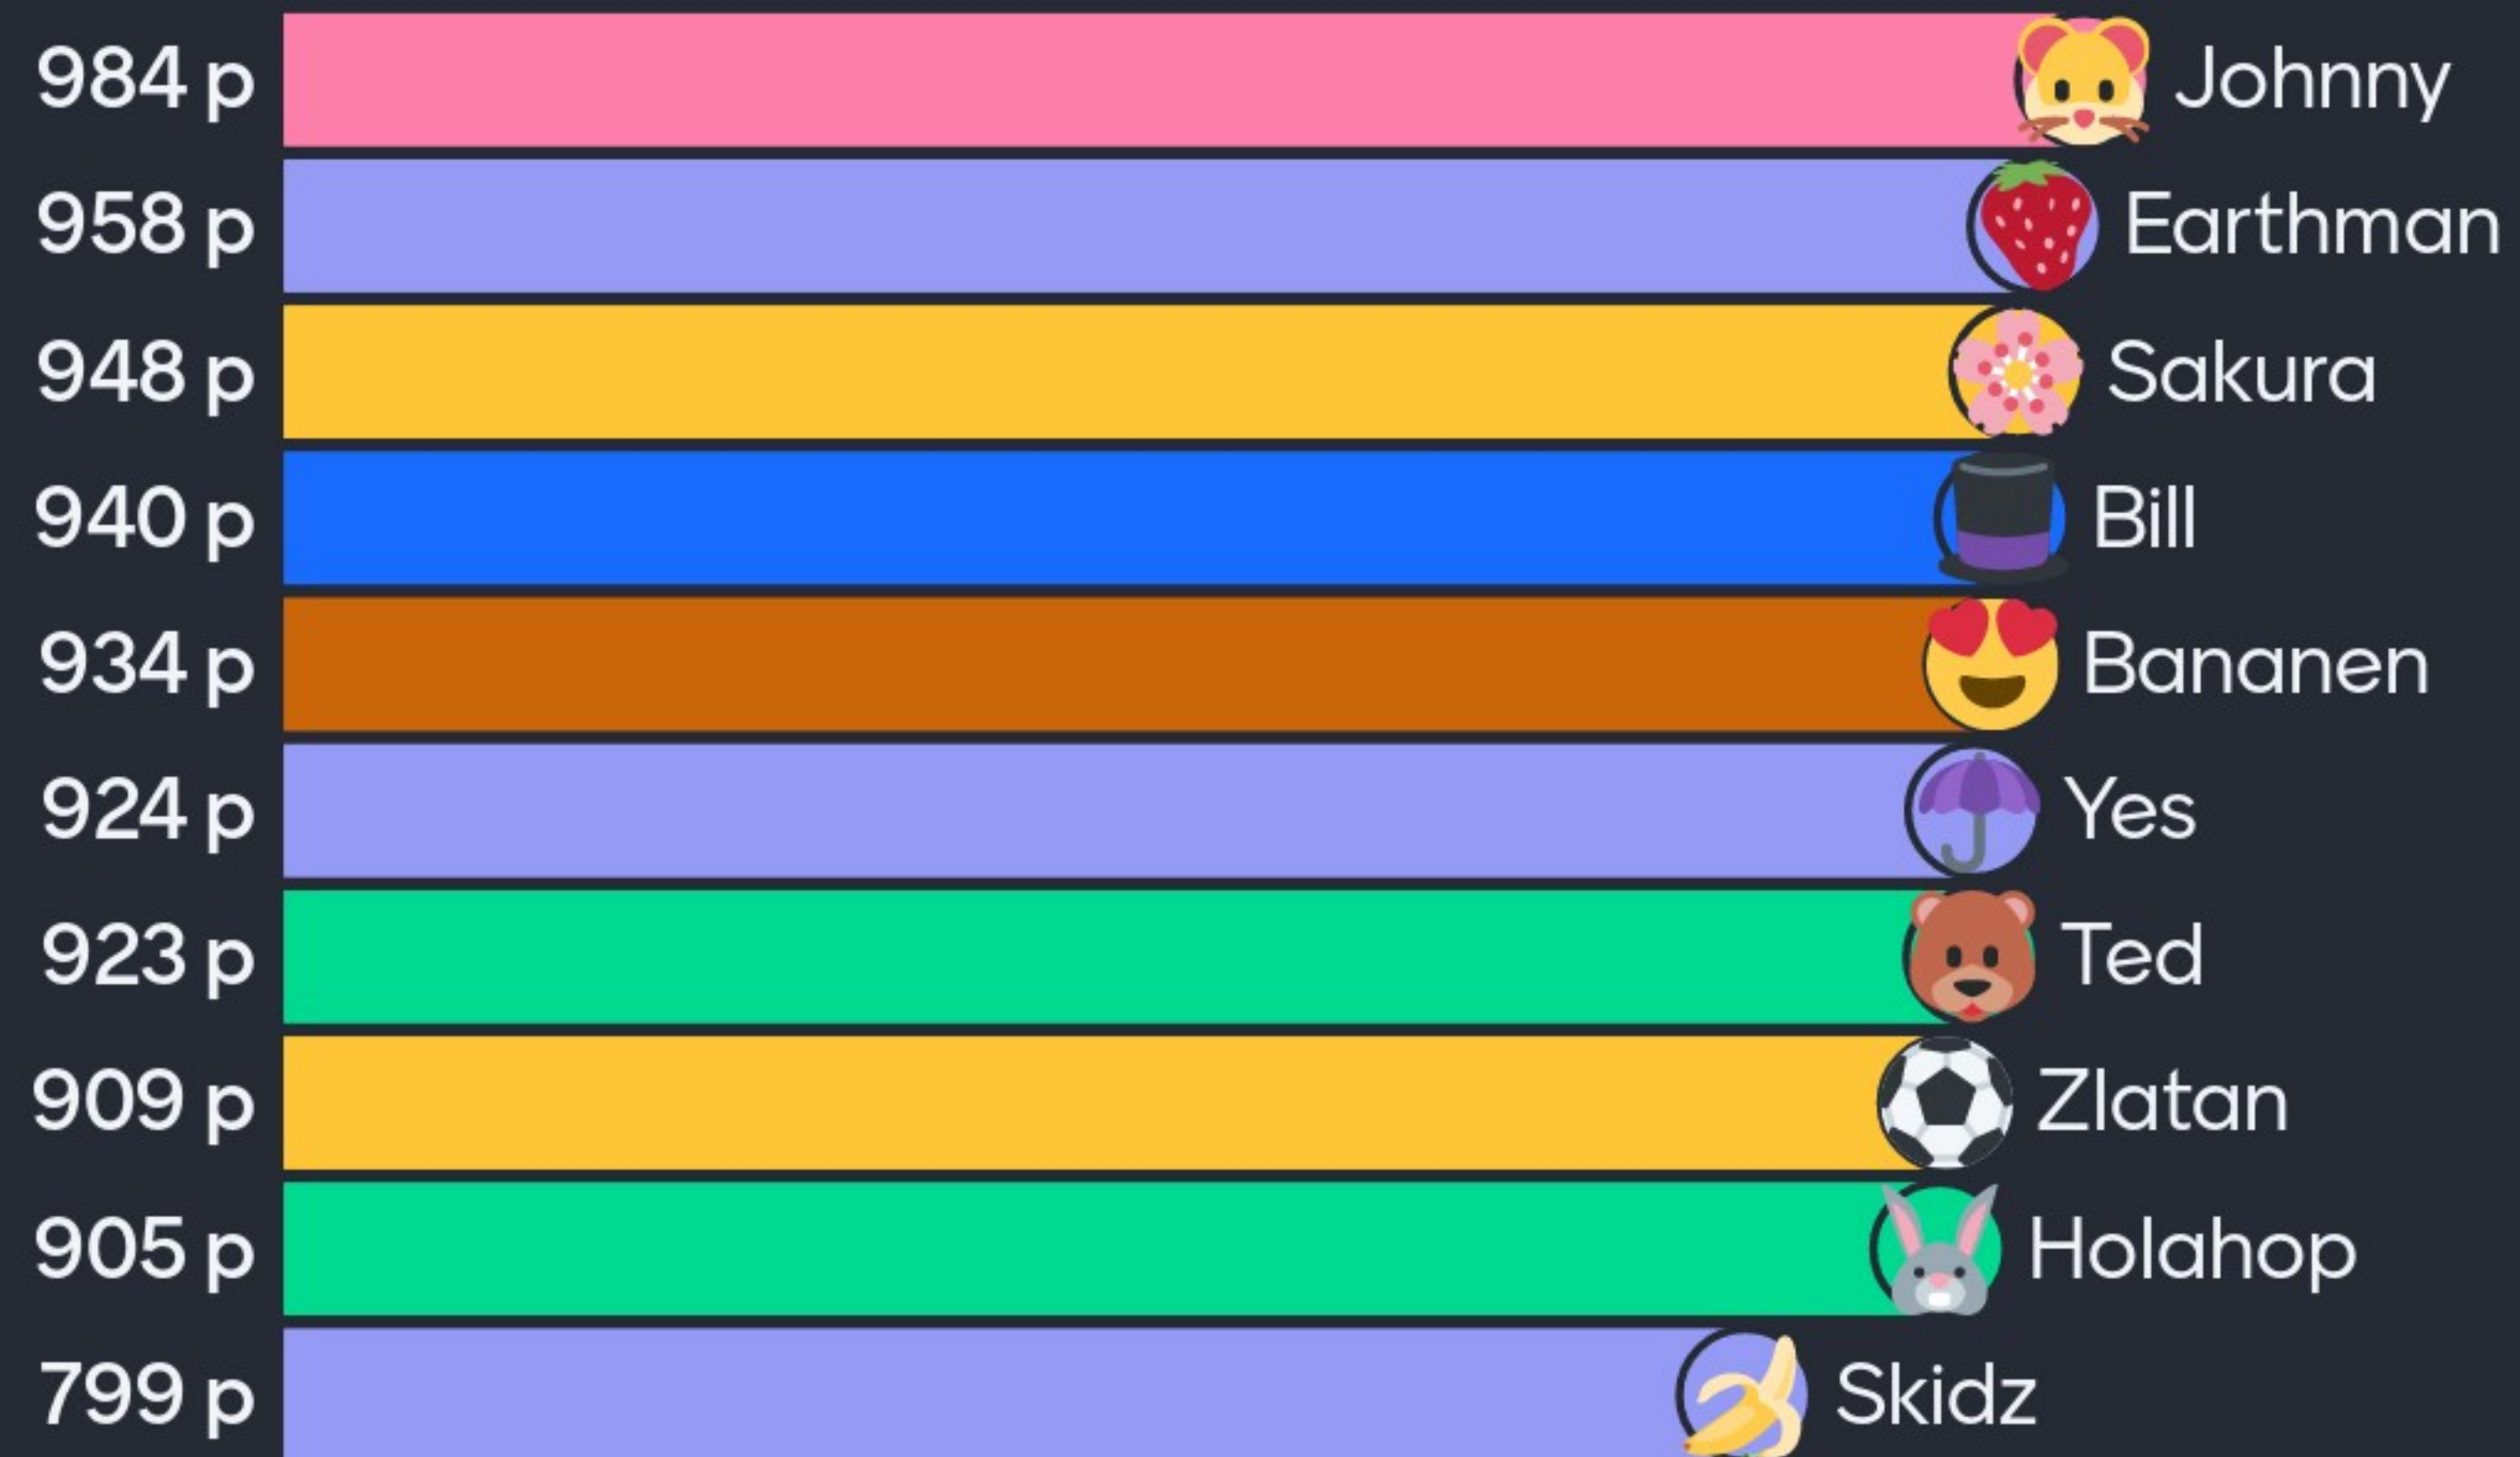 984 p Johnny
958 p Earthman
948 p Sakura
940 p Bill
934 p Bananen
924 p Yes
923 p Ted
909 p Zlatan
905 p Holahop
799 p Skidz